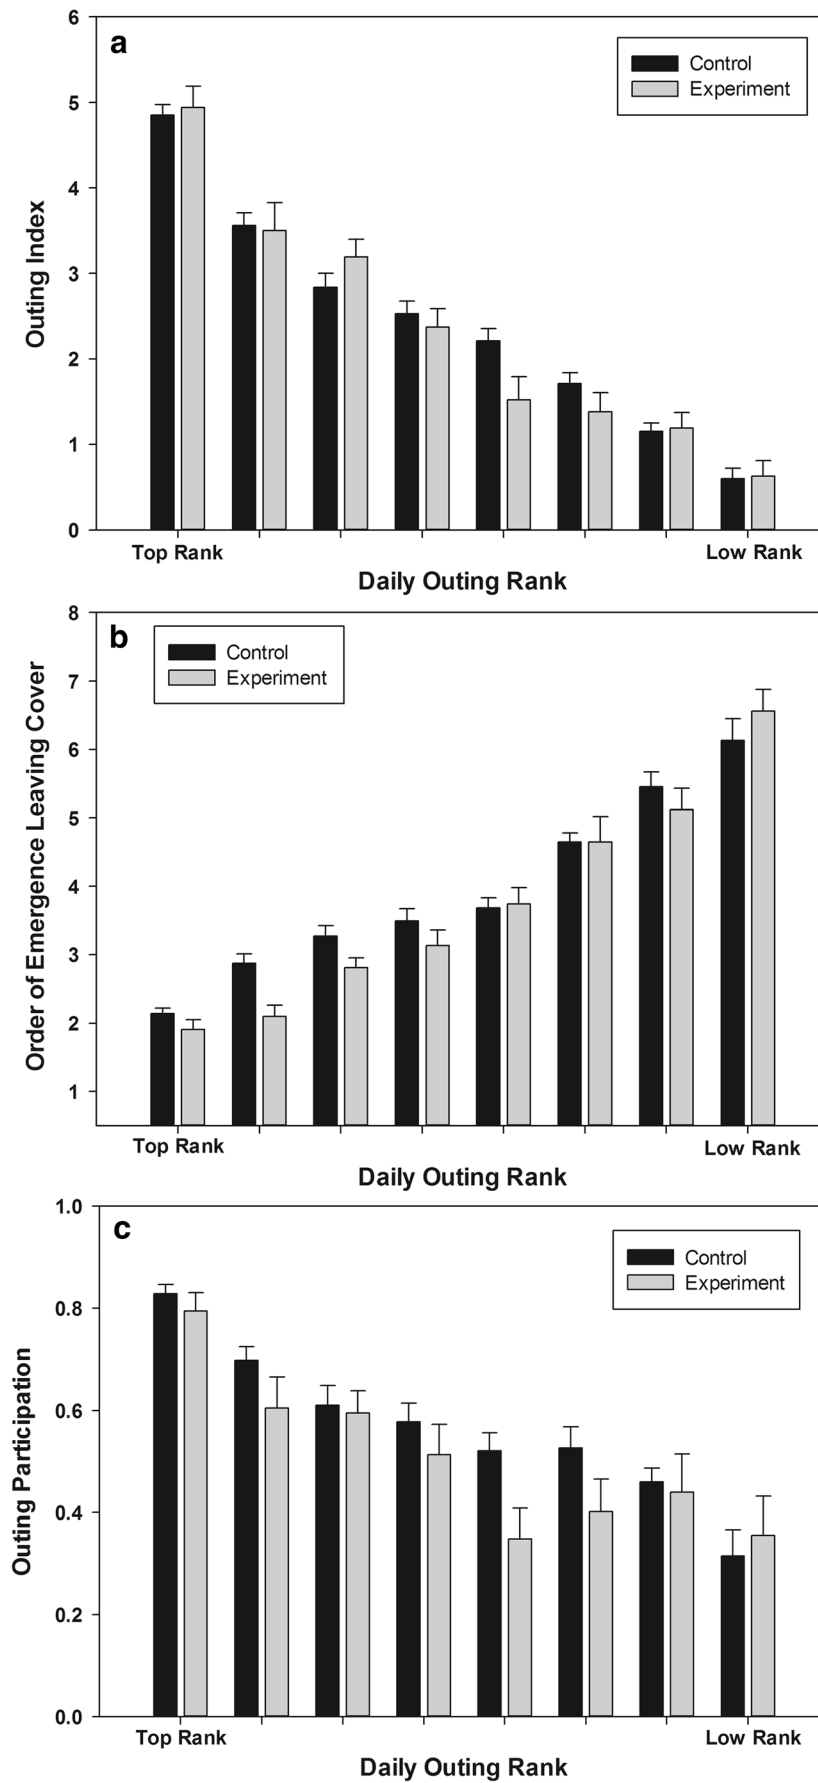 a
Control
Experiment
6
5
4
3
2
1
0
Outing Index
Top Rank
Low Rank
Daily Outing Rank
b
Control
Experiment
8
7
6
5
4
3
2
1
Order of Emergence Leaving Cover
Top Rank
Low Rank
Daily Outing Rank
c
Control
Experiment
1.0
0.8
0.6
0.4
0.2
0.0
Outing Participation
Top Rank
Low Rank
Daily Outing Rank